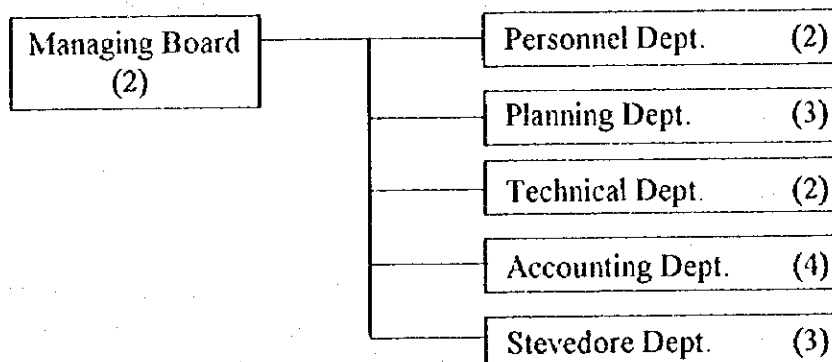 Managing Board
(2)
Personnel Dept. (2)
Planning Dept. (3)
Technical Dept. (2)
Accounting Dept. (4)
Stevedore Dept. (3)